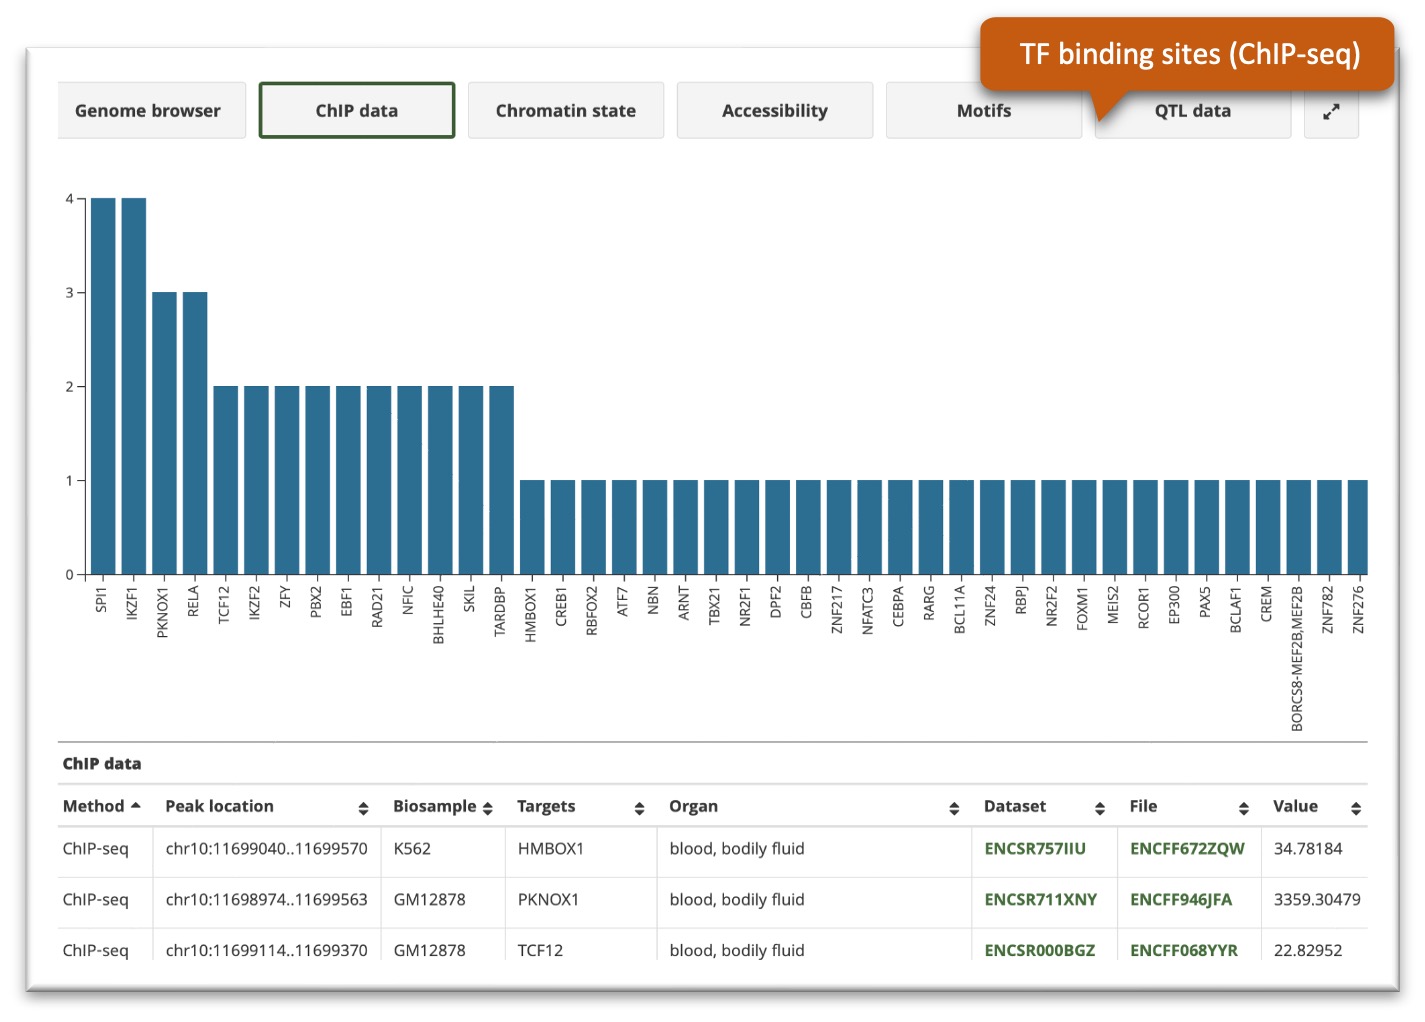 TF binding sites (ChIP-seq)
Genome browser ChIP data Chromatin state Accessibility Motifs QTL data
4
3
2
1
0
SPI1 IKZF1 PKNOX1 RELA TCF12 IKZF2 ZFY PBX2 EBF1 RAD21 NFIC BHLHE40 SKIL TARDBP HMBOX1 CREB1 RBFOX2 ATF7 NBN ARNT TBX21 NR2F1 DPF2 CBFB ZNF217 NFATC3 CEBPA RARG BCL11A ZNF24 RBPJ NR2F2 FOXM1 MEIS2 RCOR1 EP300 PAX5 BCLAF1 CREM BORCS8-MEF2B,MEF2B ZNF782 ZNF276
ChIP data
Method Peak location Biosample Targets Organ Dataset File Value
ChIP-seq chr10:11699040..11699570 K562 HMBOX1 blood, bodily fluid ENCSR757IIU ENCFF672ZQW 34.78184
ChIP-seq chr10:11698974..11699563 GM12878 PKNOX1 blood, bodily fluid ENCSR711XNY ENCFF946JFA 3359.30479
ChIP-seq chr10:11699114..11699370 GM12878 TCF12 blood, bodily fluid ENCSR000BGZ ENCFF068YYR 22.82952